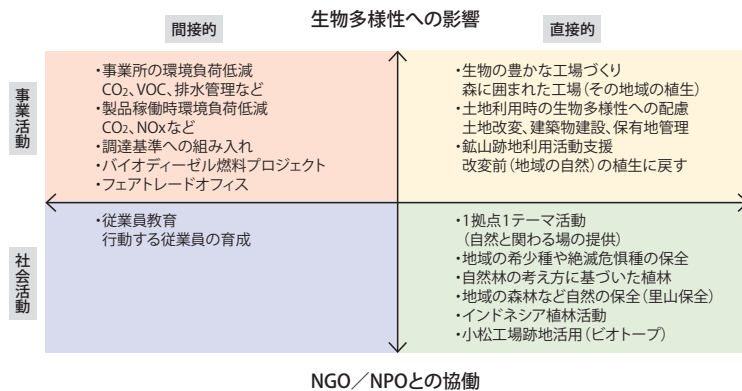 生物多様性への影響
間接的
直接的
事業活動
・事業所の環境負荷低減
CO₂、VOC、排水管理など
・製品稼働時環境負荷低減
CO₂、NOxなど
・調達基準への組み入れ
・バイオディーゼル燃料プロジェクト
・フェアトレードオフィス
・生物の豊かな工場づくり
森に囲まれた工場（その地域の植生）
・土地利用時の生物多様性への配慮
土地改変、建築物建設、保有地管理
・鉱山跡地利用活動支援
改変前（地域の自然）の植生に戻す
社会活動
・従業員教育
行動する従業員の育成
・1拠点1テーマ活動
（自然と関わる場の提供）
・地域の希少種や絶滅危惧種の保全
・自然林の考え方に基づいた植林
・地域の森林など自然の保全（里山保全）
・インドネシア植林活動
・小松工場跡地活用（ビオトープ）
NGO／NPOとの協働